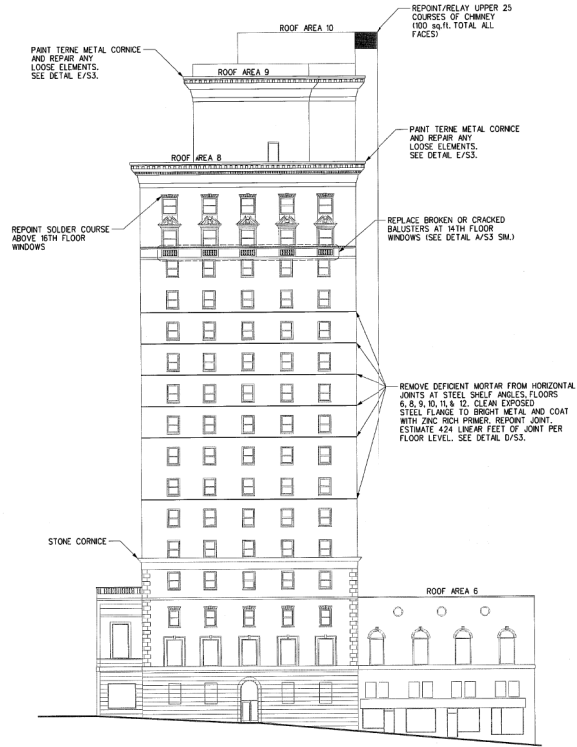 REPOINT/RELAY UPPER 25
COURSES OF CHIMNEY
(100 sq.ft. TOTAL ALL
FACES)
ROOF AREA 10
PAINT TERNE METAL CORNICE
AND REPAIR ANY
LOOSE ELEMENTS.
SEE DETAIL E/S3.
ROOF AREA 9
PAINT TERNE METAL CORNICE
AND REPAIR ANY
LOOSE ELEMENTS.
SEE DETAIL E/S3.
ROOF AREA 8
REPOINT SOLDER COURSE
ABOVE 16TH FLOOR
WINDOWS
REPLACE BROKEN OR CRACKED
BALUSTERS AT 14TH FLOOR
WINDOWS (SEE DETAIL A/S3 SIM.)
REMOVE DEFICIENT MORTAR FROM HORIZONTAL
JOINTS AT STEEL SHELF ANGLES, FLOORS
6, 8, 9, 10, 11, & 12. CLEAN EXPOSED
STEEL FLANGE TO BRIGHT METAL AND COAT
WITH ZINC RICH PRIMER. REPOINT JOINT.
ESTIMATE 424 LINEAR FEET OF JOINT PER
FLOOR LEVEL. SEE DETAIL D/S3.
STONE CORNICE
ROOF AREA 6